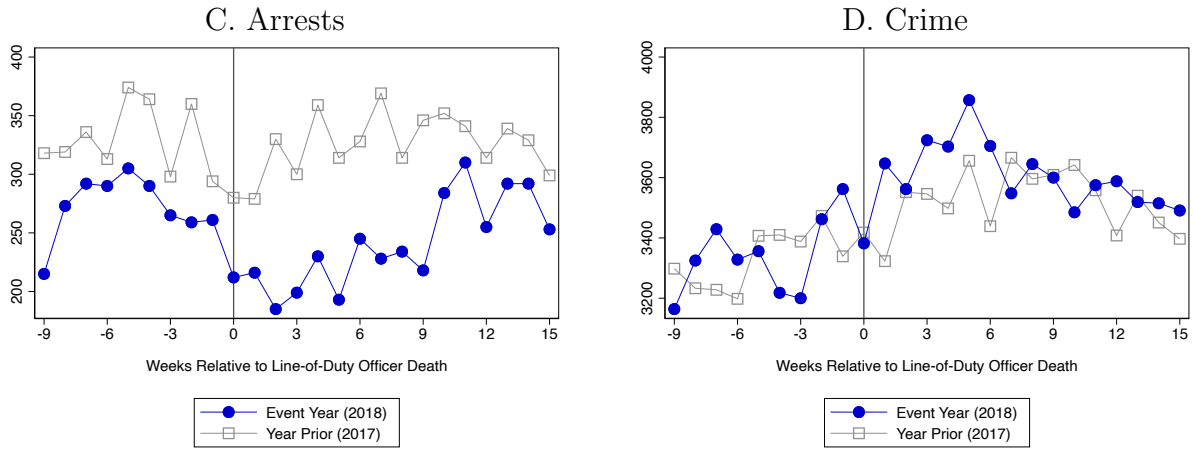 C. Arrests
400
350
300
250
200
-9 -6 -3 0 3 6 9 12 15
Weeks Relative to Line-of-Duty Officer Death
Event Year (2018)
Year Prior (2017)
D. Crime
4000
3800
3600
3400
3200
-9 -6 -3 0 3 6 9 12 15
Weeks Relative to Line-of-Duty Officer Death
Event Year (2018)
Year Prior (2017)